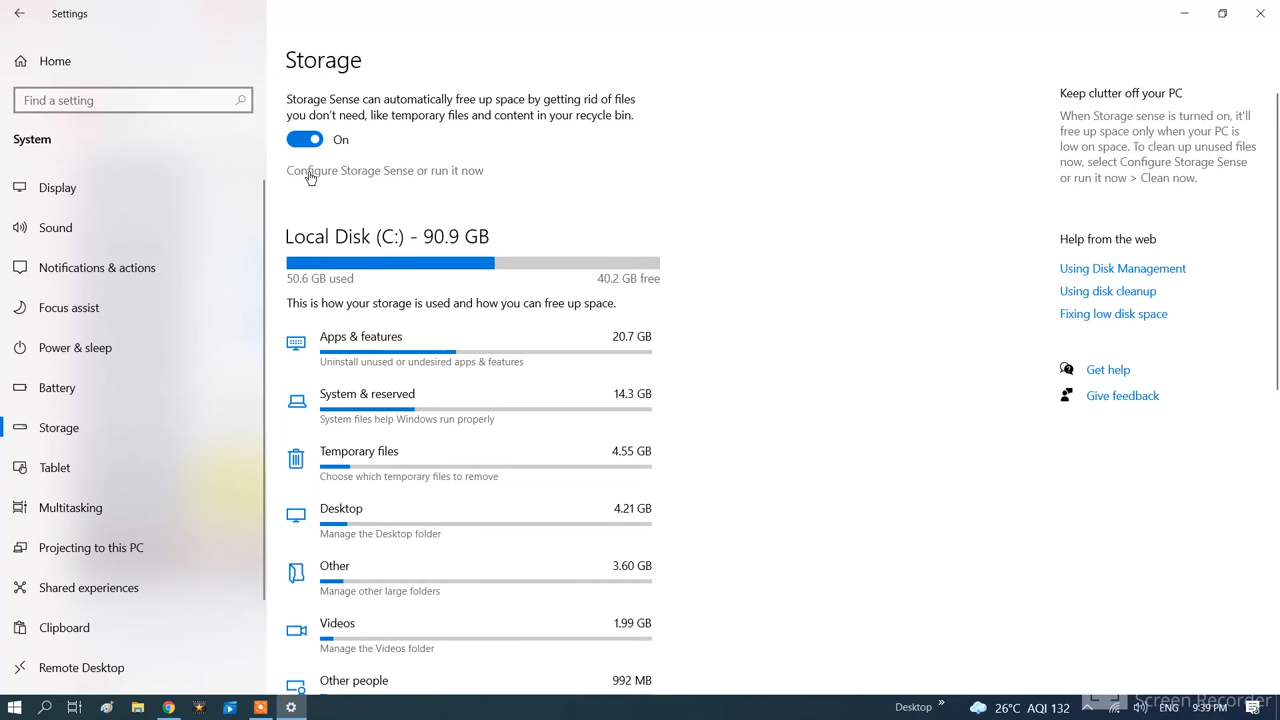 Settings
Home
Find a setting
System
Display
Sound
Notifications & actions
Focus assist
Power & sleep
Battery
Storage
Tablet
Multitasking
Projecting to this PC
Shared experiences
Clipboard
Remote Desktop
Storage
Storage Sense can automatically free up space by getting rid of files
you don't need, like temporary files and content in your recycle bin.
On
Configure Storage Sense or run it now
Local Disk (C:) - 90.9 GB
50.6 GB used 40.2 GB free
This is how your storage is used and how you can free up space.
Apps & features 20.7 GB
Uninstall unused or undesired apps & features
System & reserved 14.3 GB
System files help Windows run properly
Temporary files 4.55 GB
Choose which temporary files to remove
Desktop 4.21 GB
Manage the Desktop folder
Other 3.60 GB
Manage other large folders
Videos 1.99 GB
Manage the Videos folder
Other people 992 MB
Keep clutter off your PC
When Storage sense is turned on, it'll
free up space only when your PC is
low on space. To clean up unused files
now, select Configure Storage Sense
or run it now > Clean now.
Help from the web
Using Disk Management
Using disk cleanup
Fixing low disk space
Get help
Give feedback
Desktop » 26°C AQI 132 ENG 9:39 PM
Screen Recorder